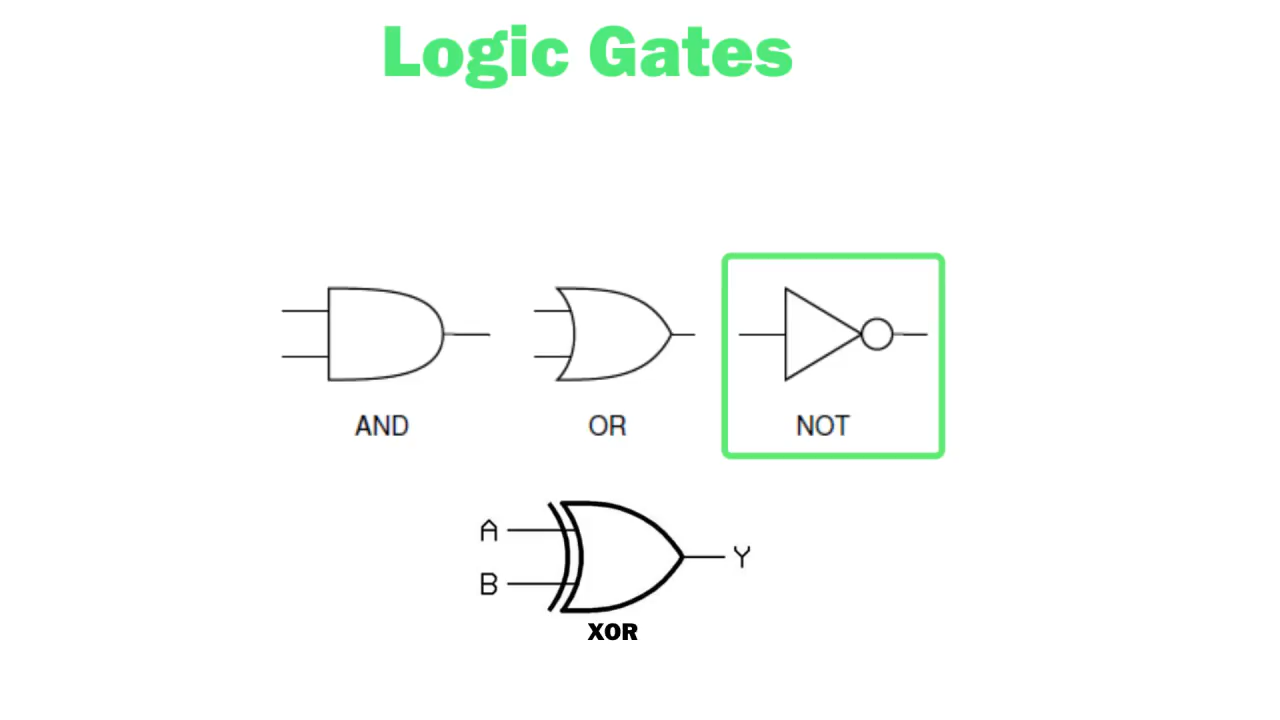 Logic Gates
AND
OR
NOT
A
B
Y
XOR